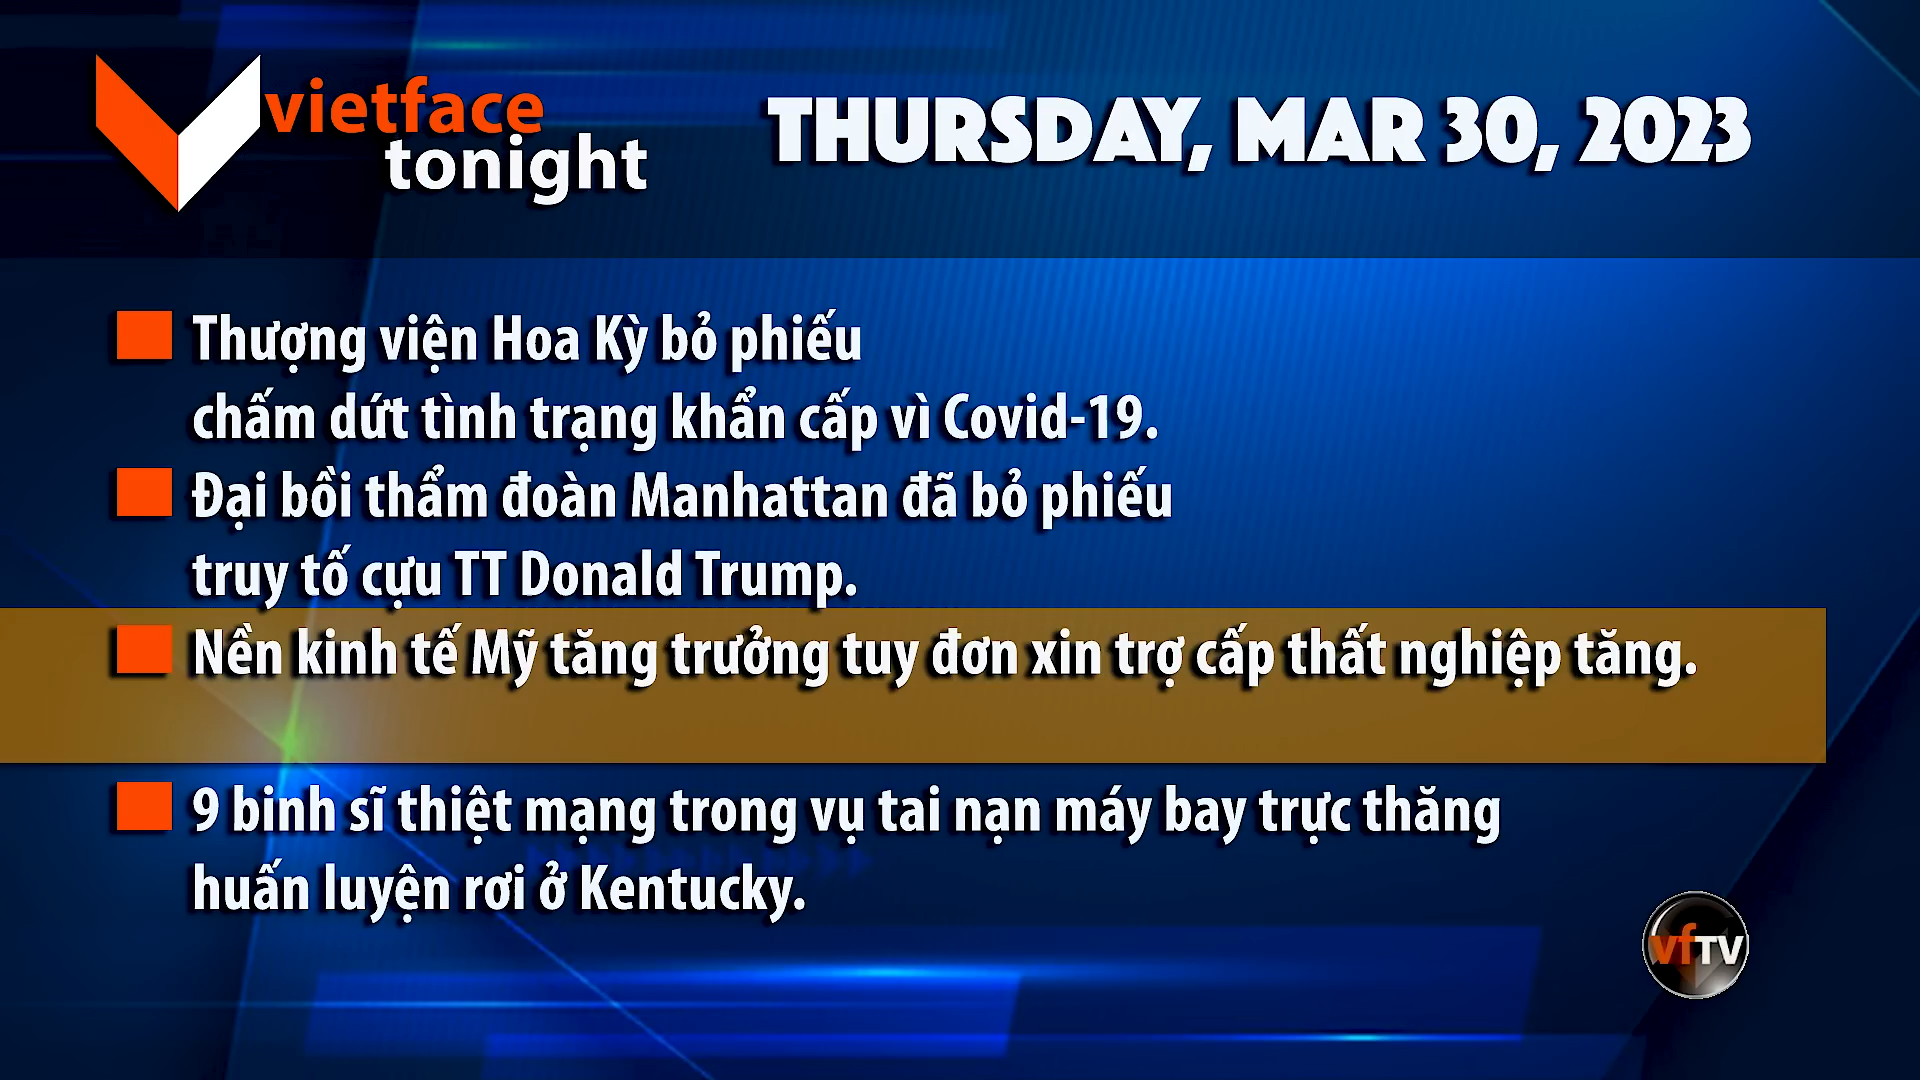 vietface
tonight
THURSDAY, MAR 30, 2023
Thượng viện Hoa Kỳ bỏ phiếu
chấm dứt tình trạng khẩn cấp vì Covid-19.
Đại bồi thẩm đoàn Manhattan đã bỏ phiếu
truy tố cựu TT Donald Trump.
Nền kinh tế Mỹ tăng trưởng tuy đơn xin trợ cấp thất nghiệp tăng.
9 binh sĩ thiệt mạng trong vụ tai nạn máy bay trực thăng
huấn luyện rơi ở Kentucky.
vfTV